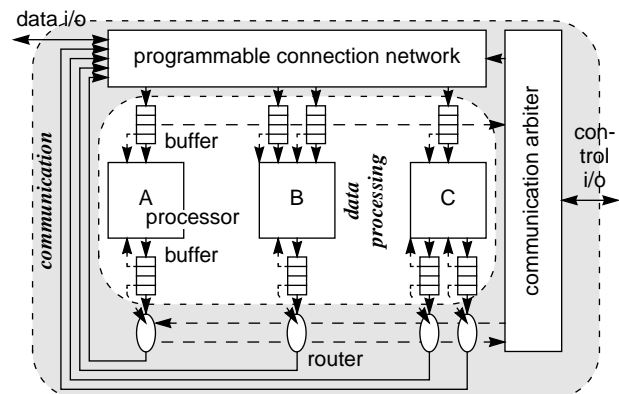 data i/o
programmable connection network
buffer
A
processor
B
C
data
processing
buffer
communication
communication arbiter
con-
trol
i/o
router